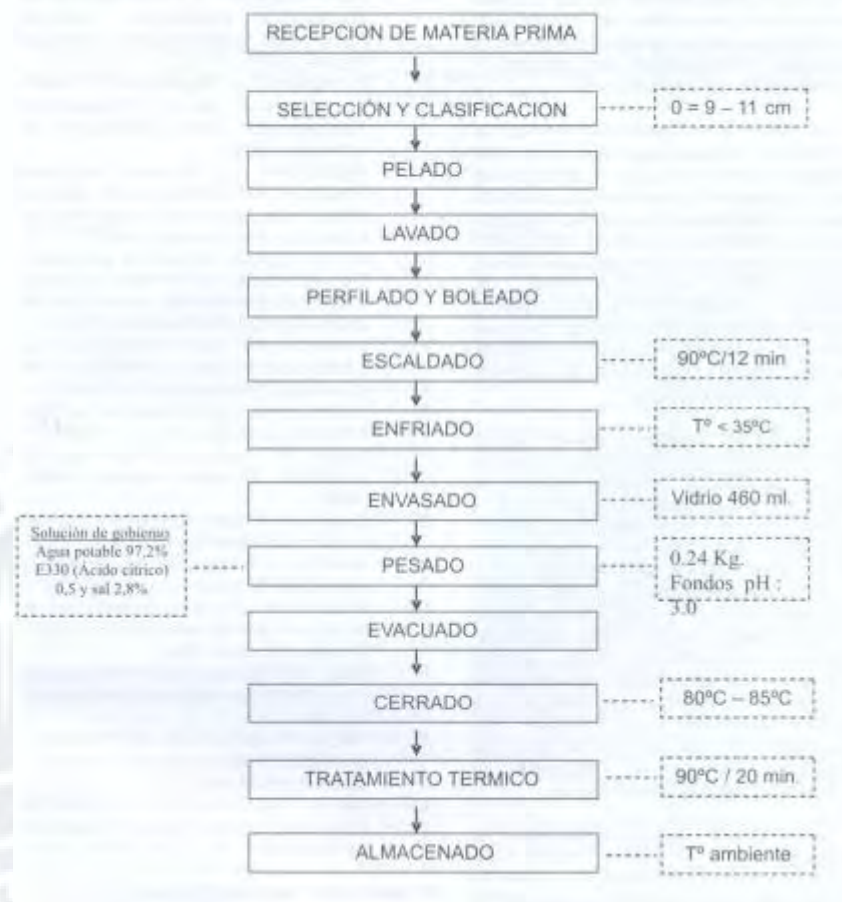 RECEPCION DE MATERIA PRIMA
SELECCIÓN Y CLASIFICACION
0 = 9 – 11 cm
PELADO
LAVADO
PERFILADO Y BOLEADO
ESCALDADO
90ºC/12 min
ENFRIADO
Tº < 35ºC
ENVASADO
Vidrio 460 ml.
Solución de gobierno
Agua potable 97,2%
E330 (Ácido cítrico)
0,5 y sal 2,8%
PESADO
0.24 Kg.
Fondos pH :
3.0
EVACUADO
CERRADO
80ºC – 85ºC
TRATAMIENTO TERMICO
90ºC / 20 min.
ALMACENADO
Tº ambiente